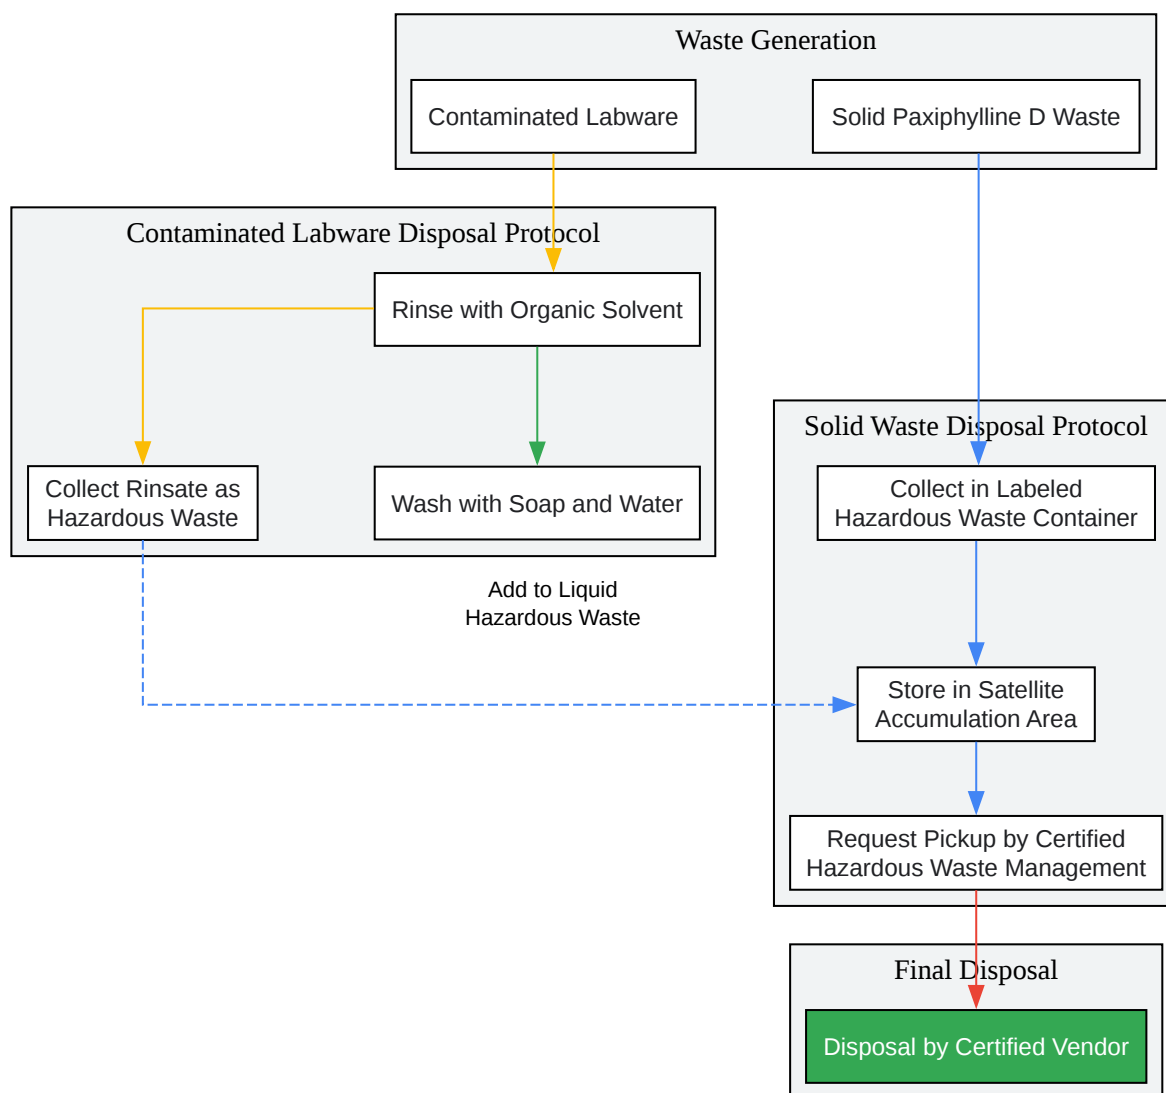 Waste Generation
Contaminated Labware
Solid Paxiphylline D Waste
Contaminated Labware Disposal Protocol
Rinse with Organic Solvent
Collect Rinsate as
Hazardous Waste
Wash with Soap and Water
Add to Liquid
Hazardous Waste
Solid Waste Disposal Protocol
Collect in Labeled
Hazardous Waste Container
Store in Satellite
Accumulation Area
Request Pickup by Certified
Hazardous Waste Management
Final Disposal
Disposal by Certified Vendor